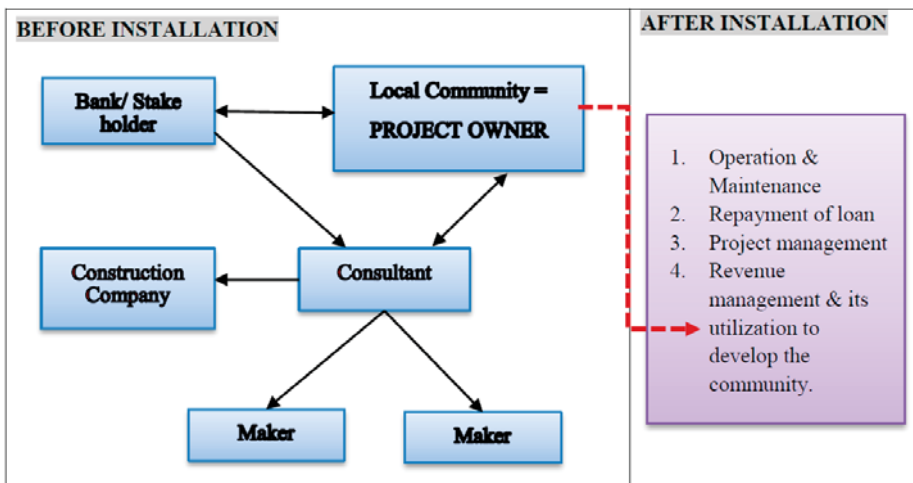 BEFORE INSTALLATION
Bank/ Stake
holder
Local Community =
PROJECT OWNER
Construction
Company
Consultant
Maker
Maker
AFTER INSTALLATION
1. Operation &
Maintenance
2. Repayment of loan
3. Project management
4. Revenue
management & its
utilization to
develop the
community.